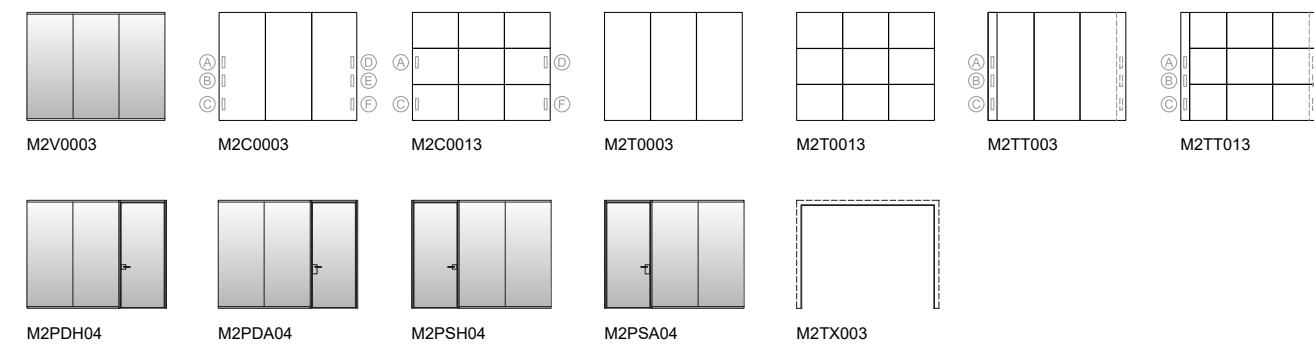 A D A D A A
B E B B
C F C F C C
M2V0003 M2C0003 M2C0013 M2T0003 M2T0013 M2TT003 M2TT013
M2PDH04 M2PDA04 M2PSH04 M2PSA04 M2TX003